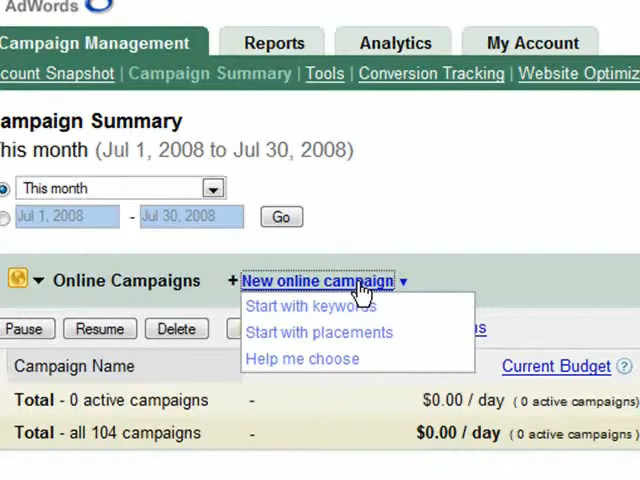 AdWords
Campaign Management Reports Analytics My Account
count Snapshot | Campaign Summary | Tools | Conversion Tracking | Website Optimiz
ampaign Summary
his month (Jul 1, 2008 to Jul 30, 2008)
This month
Jul 1, 2008 - Jul 30, 2008 Go
Online Campaigns + New online campaign
Start with keywords
Start with placements
Help me choose
Pause Resume Delete
Campaign Name Current Budget ?
Total - 0 active campaigns - $0.00 / day ( 0 active campaigns)
Total - all 104 campaigns - $0.00 / day ( 0 active campaigns)